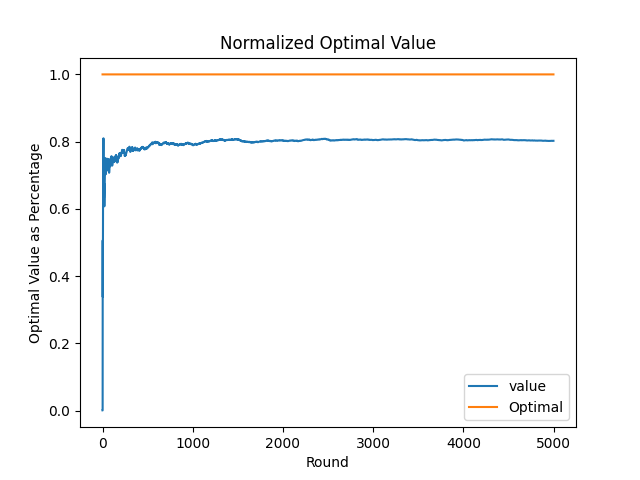 Normalized Optimal Value
Optimal Value as Percentage
1.0
0.8
0.6
0.4
0.2
0.0
0
1000
2000
3000
4000
5000
Round
value
Optimal